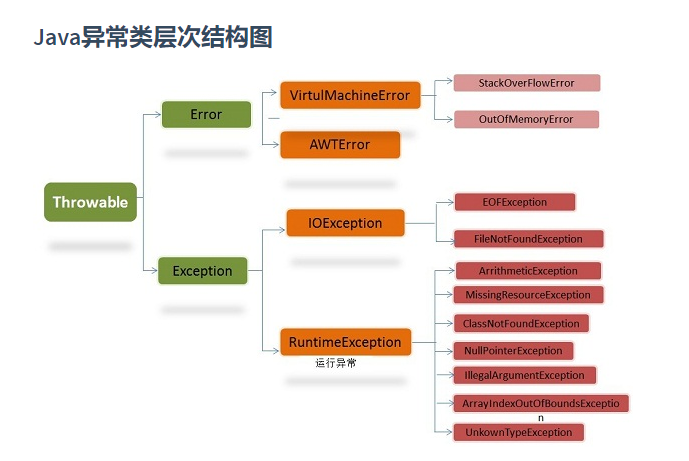 Java异常类层次结构图
Throwable
Error
VirtulMachineError
StackOverFlowError
OutOfMemoryError
AWTError
Exception
IOException
EOFException
FileNotFoundException
RuntimeException
运行异常
ArrithmeticException
MissingResourceException
ClassNotFoundException
NullPointerException
IllegalArgumentException
ArrayIndexOutOfBoundsExceptio
n
UnkownTypeException